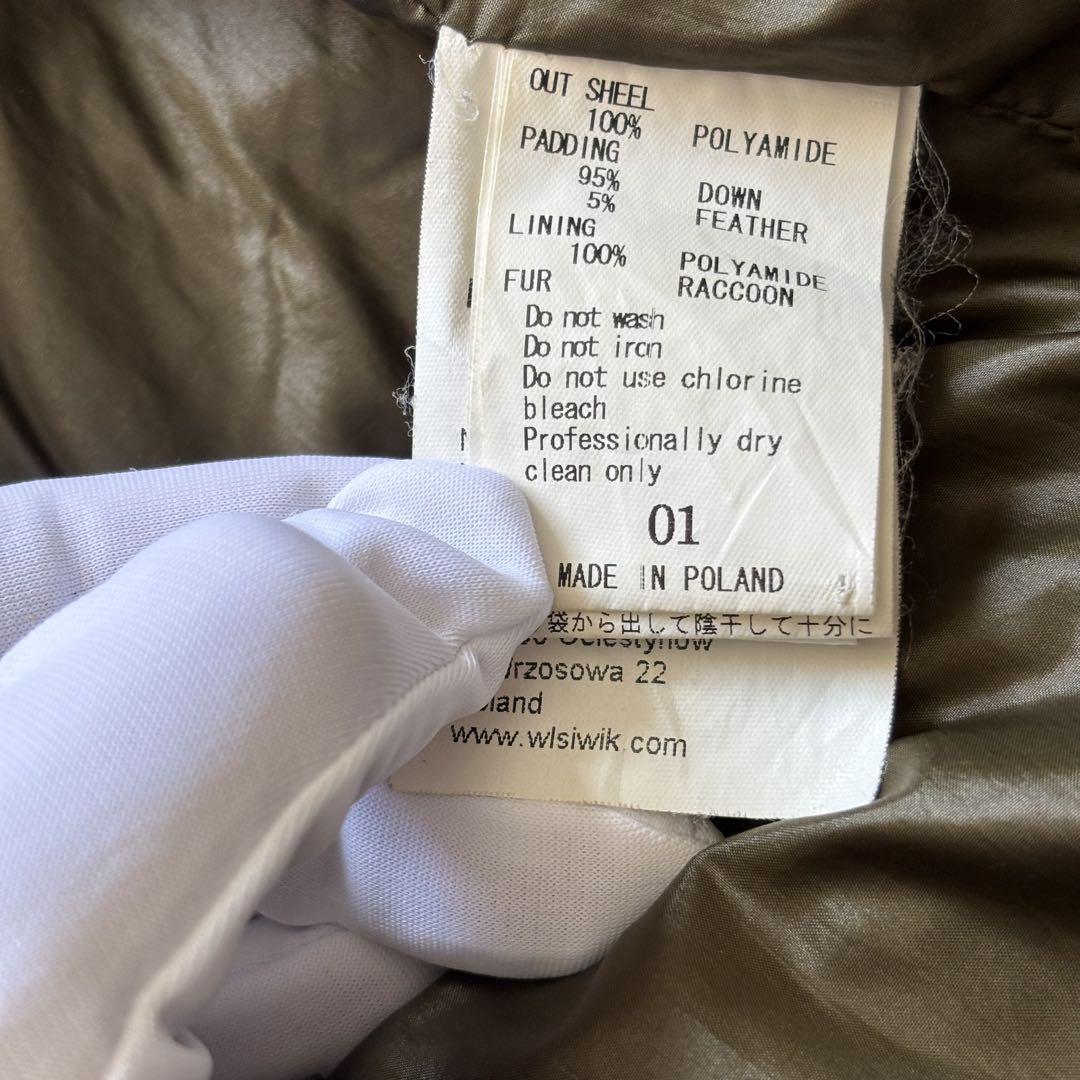 OUT SHEEL
100% POLYAMIDE
PADDING
95% DOWN
5% FEATHER
LINING
100% POLYAMIDE
FUR RACCOON
Do not wash
Do not iron
Do not use chlorine
bleach
Professionally dry
clean only
01
MADE IN POLAND
袋から出して陰干して十分に
22
www.wlsiwik.com